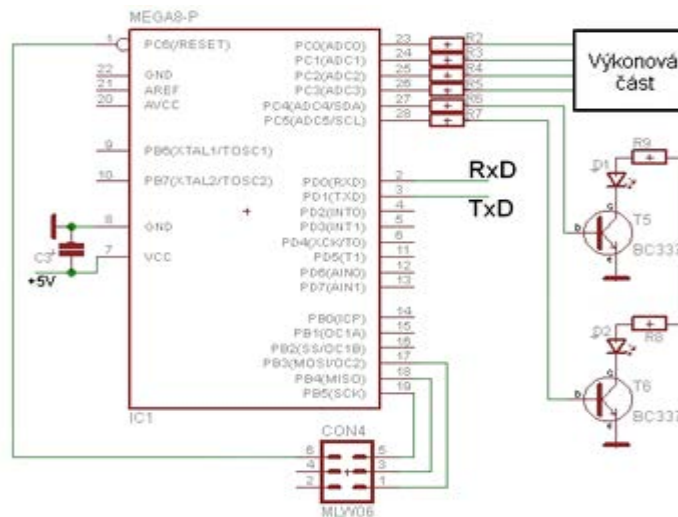 MEGA8-P
1 PC6(/RESET)
22 GND
21 AREF
20 AVCC
9 PB6(XTAL1/TOSC1)
10 PB7(XTAL2/TOSC2)
8 GND
7 VCC
C3
+5V
PC0(ADC0) 23 R2
PC1(ADC1) 24 R3
PC2(ADC2) 25 R4
PC3(ADC3) 26 R5
PC4(ADC4/SDA) 27 R6
PC5(ADC5/SCL) 28 R7
Výkonová
část
PD0(RXD) 2 RxD
PD1(TXD) 3 TxD
PD2(INT0) 4
PD3(INT1) 5
PD4(XCK/T0) 6
PD5(T1) 11
PD6(AIN0) 12
PD7(AIN1) 13
PB0(ICP) 14
PB1(OC1A) 15
PB2(SS/OC1B) 16
PB3(MOSI/OC2) 17
PB4(MISO) 18
PB5(SCK) 19
IC1
R9
D1
T5
BC337
D2
R8
T6
BC337
CON4
6 5
4 3
2 1
MLW06